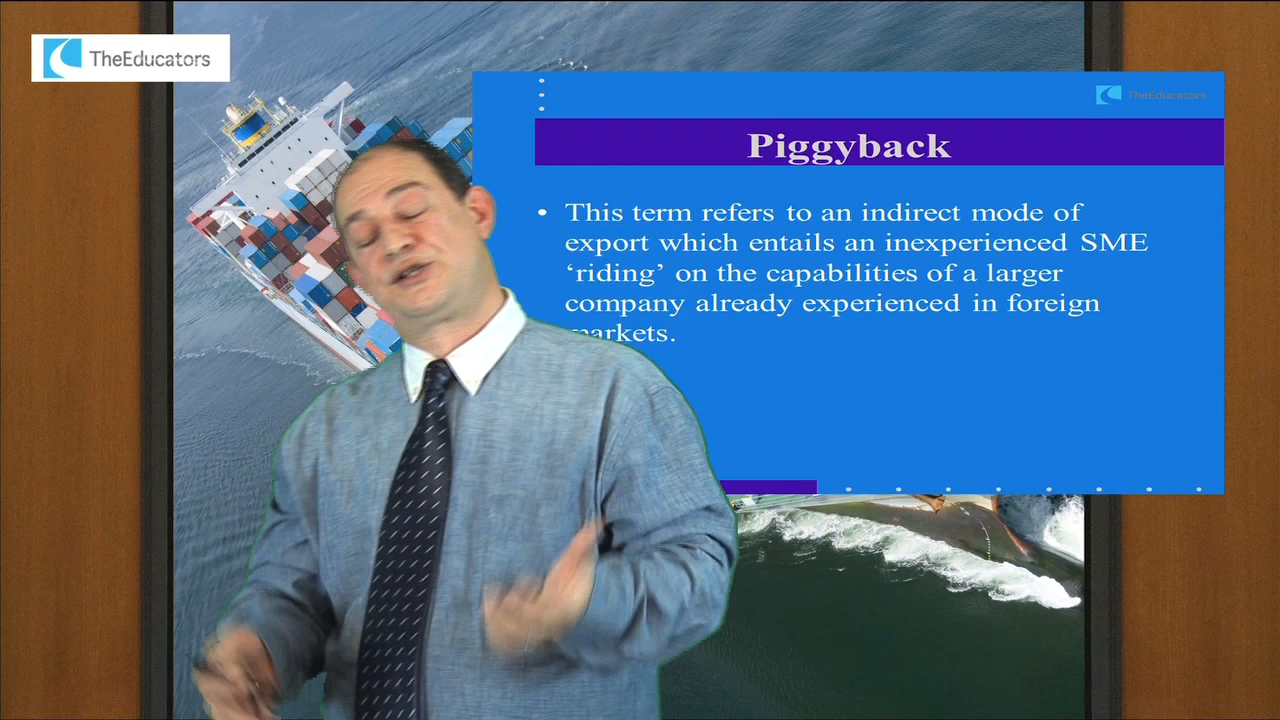 TheEducators
TheEducators
Piggyback
• This term refers to an indirect mode of
export which entails an inexperienced SME
‘riding’ on the capabilities of a larger
company already experienced in foreign
markets.